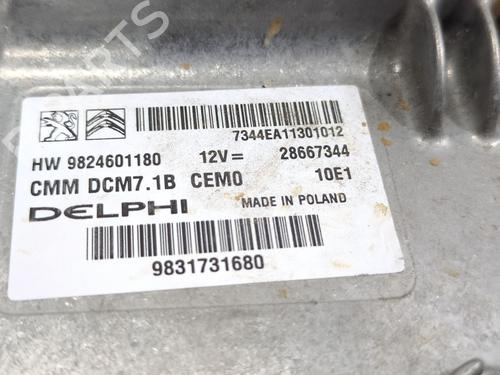 7344EA11301012
HW 9824601180 12V= 28667344
CMM DCM7.1B CEM0 10E1
DELPHI MADE IN POLAND
9831731680